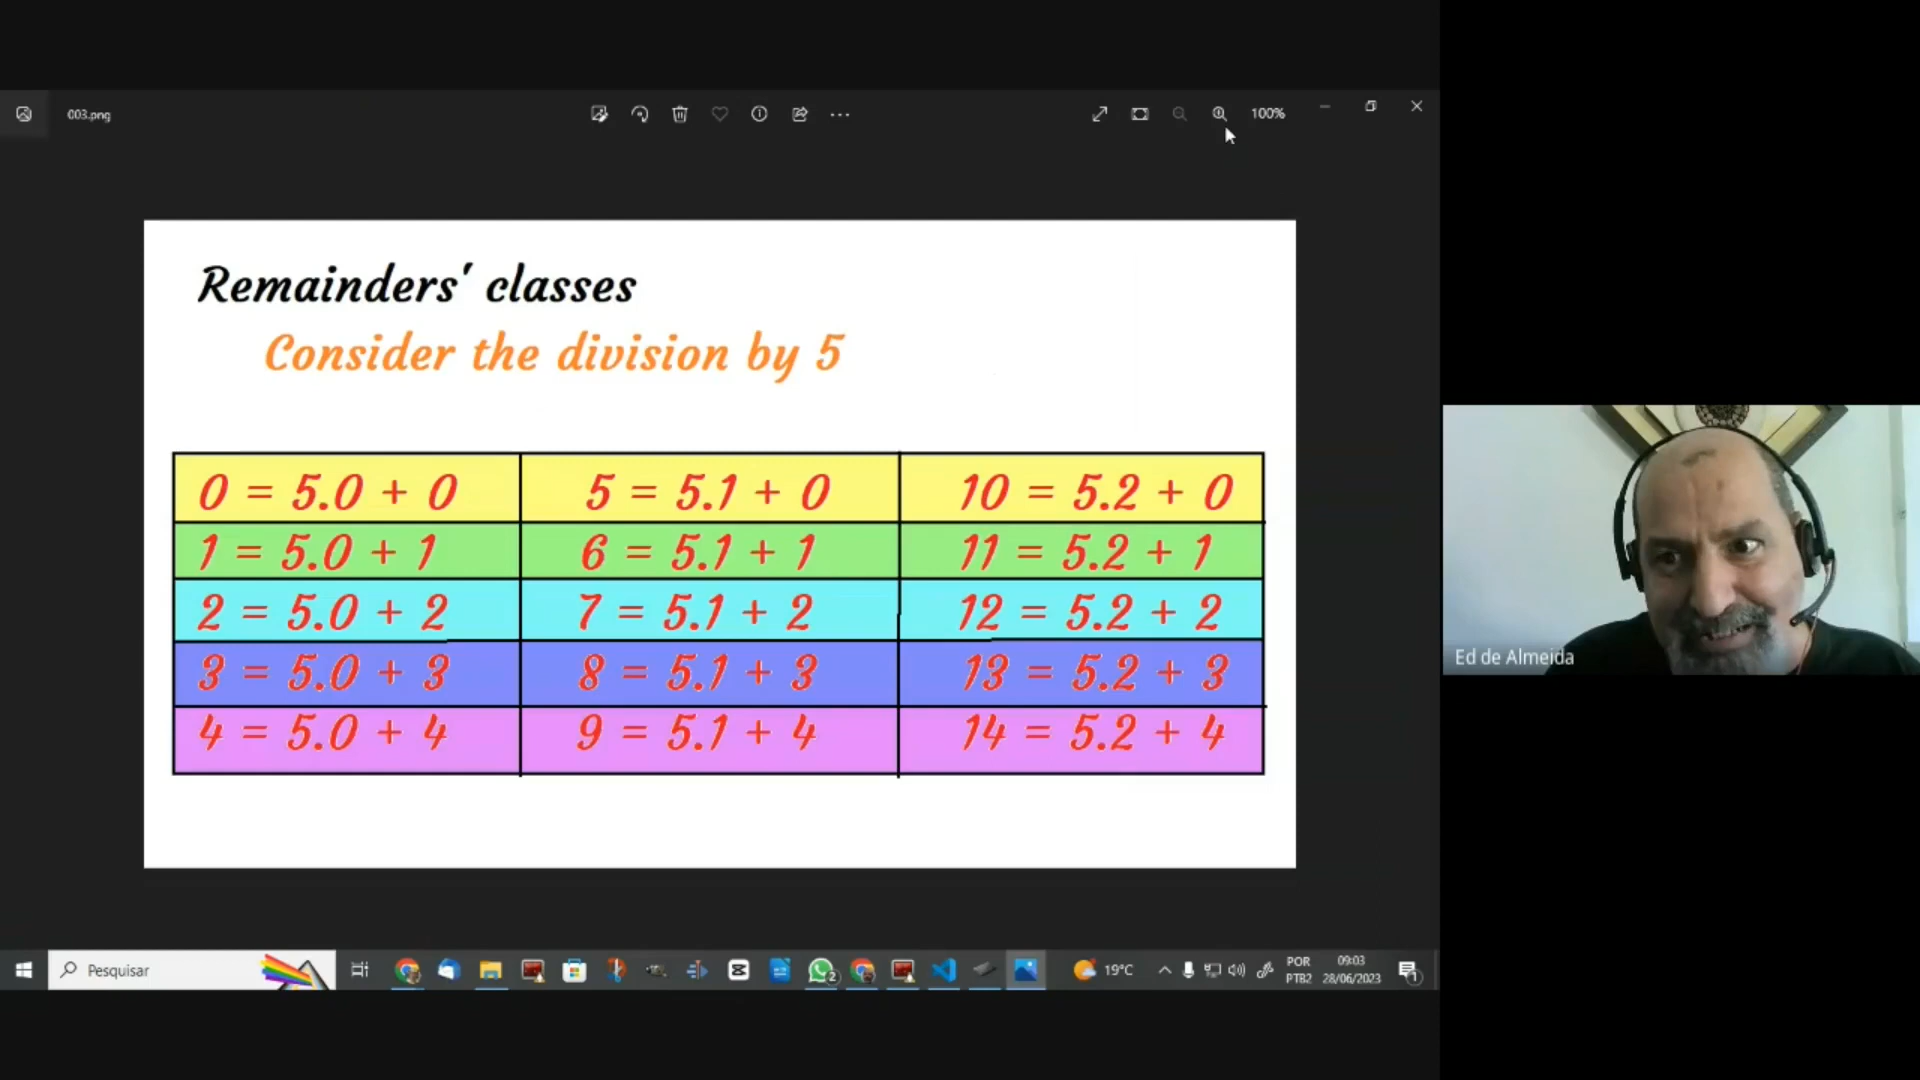 003.png
100%
Remainders' classes
Consider the division by 5
0 = 5.0 + 0 5 = 5.1 + 0 10 = 5.2 + 0
1 = 5.0 + 1 6 = 5.1 + 1 11 = 5.2 + 1
2 = 5.0 + 2 7 = 5.1 + 2 12 = 5.2 + 2
3 = 5.0 + 3 8 = 5.1 + 3 13 = 5.2 + 3
4 = 5.0 + 4 9 = 5.1 + 4 14 = 5.2 + 4
Ed de Almeida
Pesquisar
2
19°C
POR
PTB2
09:03
28/06/2023
1